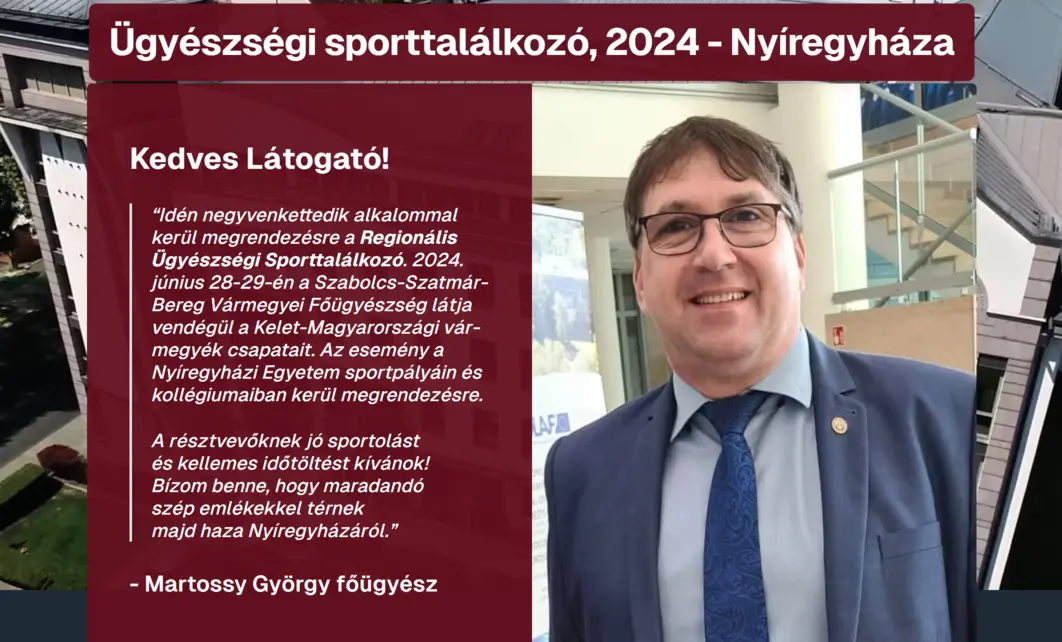 Ügyészségi sporttalálkozó, 2024 - Nyíregyháza
Kedves Látogató!
“Idén negyvenkettedik alkalommal
kerül megrendezésre a Regionális
Ügyészségi Sporttalálkozó. 2024.
június 28-29-én a Szabolcs-Szatmár-
Bereg Vármegyei Főügyészség látja
vendégül a Kelet-Magyarországi vár-
megyék csapatait. Az esemény a
Nyíregyházi Egyetem sportpályáin és
kollégiumaiban kerül megrendezésre.
A résztvevőknek jó sportolást
és kellemes időtöltést kívánok!
Bízom benne, hogy maradandó
szép emlékekkel térnek
majd haza Nyíregyházáról.”
- Martossy György főügyész